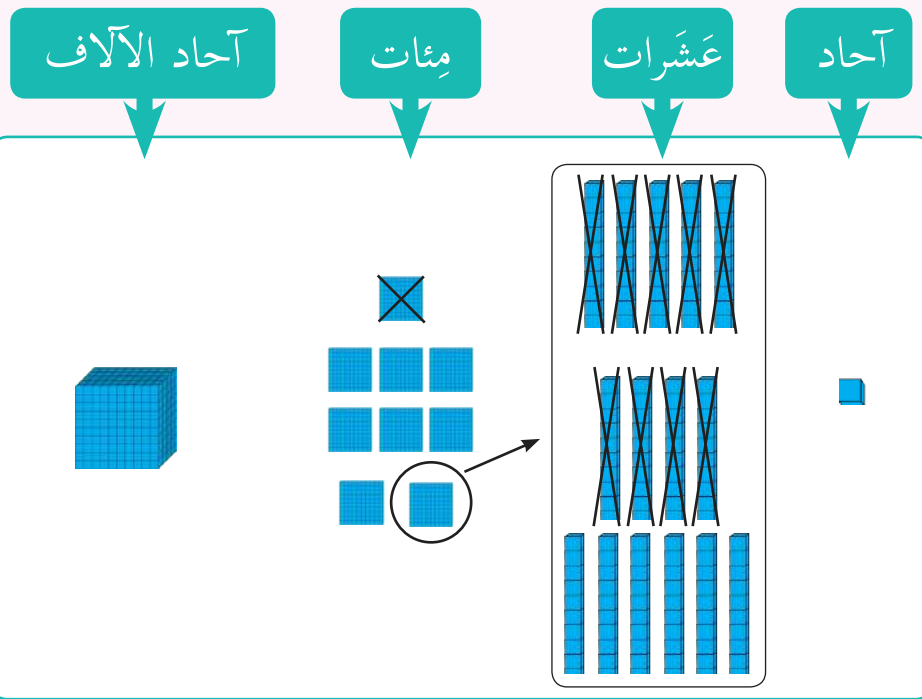 آحاد
عَشَرات
مِئات
آحاد الآلاف